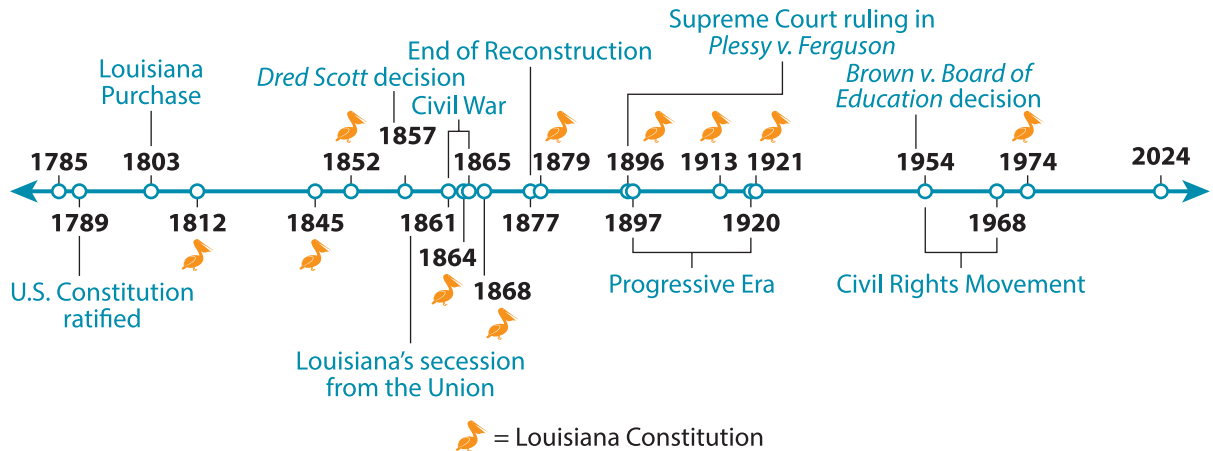 Supreme Court ruling in
Plessy v. Ferguson
End of Reconstruction
Louisiana
Purchase
Dred Scott decision
Civil War
Brown v. Board of
Education decision
1857
1785
1803
1852
1865
1879
1896
1913
1921
1954
1974
2024
1789
1812
1845
1861
1877
1897
1920
1968
1864
1868
U.S. Constitution
ratified
Progressive Era
Civil Rights Movement
Louisiana's secession
from the Union
= Louisiana Constitution